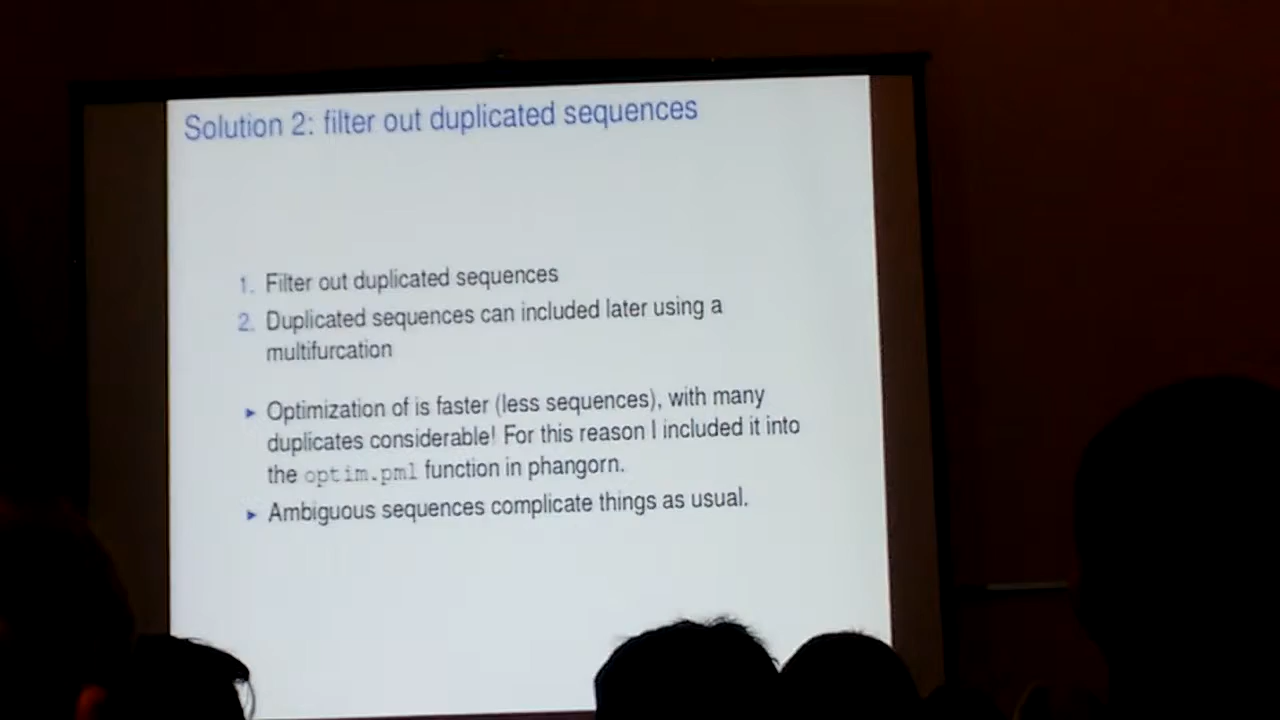 Solution 2: filter out duplicated sequences
1. Filter out duplicated sequences
2. Duplicated sequences can included later using a
multifurcation
▸ Optimization of is faster (less sequences), with many
duplicates considerable! For this reason I included it into
the optim.pml function in phangorn.
▸ Ambiguous sequences complicate things as usual.